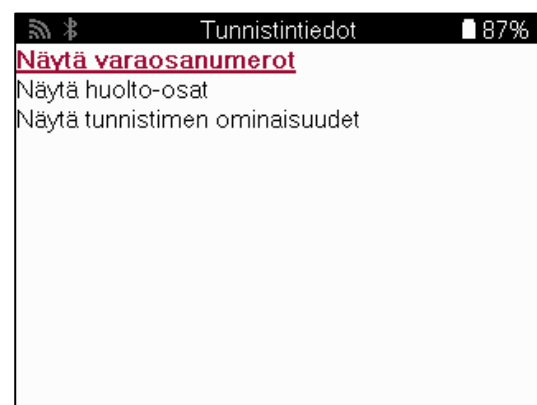 Tunnistintiedot 87%
Näytä varaosanumerot
Näytä huolto-osat
Näytä tunnistimen ominaisuudet